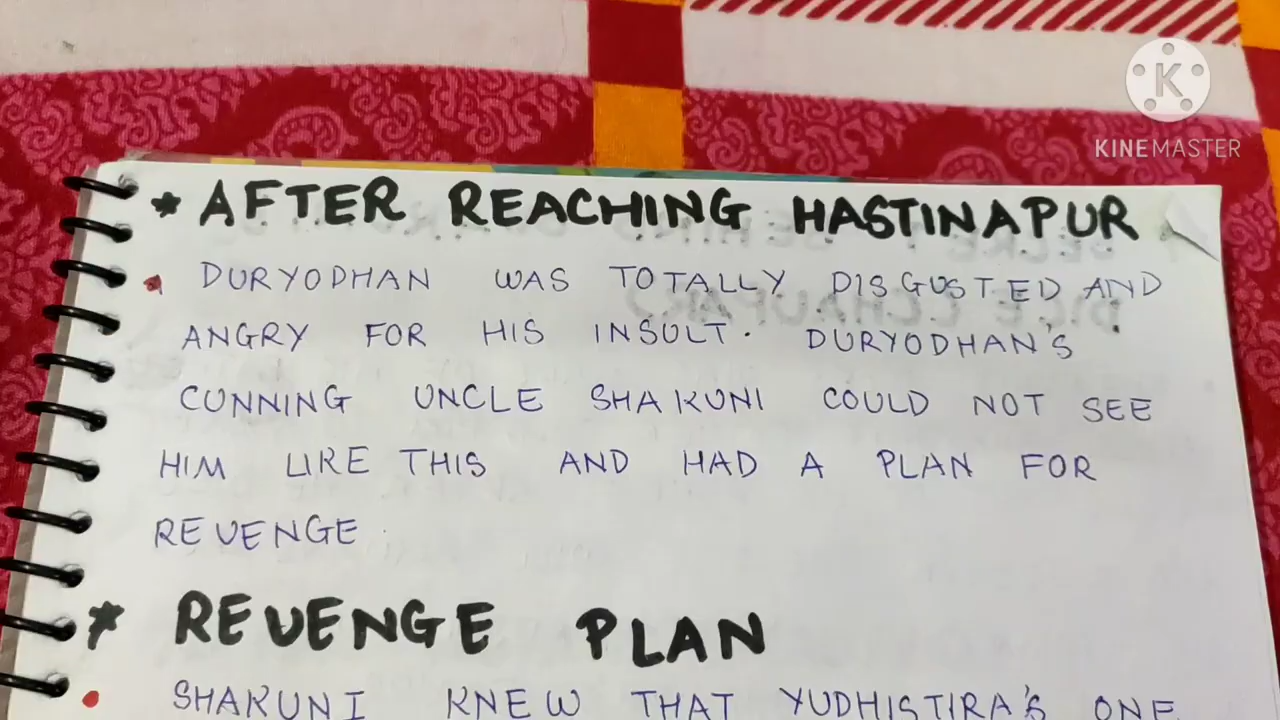 K
KINEMASTER
* AFTER REACHING HASTINAPUR
DURYODHAN WAS TOTALLY DISGUSTED AND
ANGRY FOR HIS INSULT. DURYODHAN'S
CUNNING UNCLE SHAKUNI COULD NOT SEE
HIM LIKE THIS AND HAD A PLAN FOR
REVENGE.
* REVENGE PLAN
SHAKUNI KNEW THAT YUDHISTIRA'S ONE